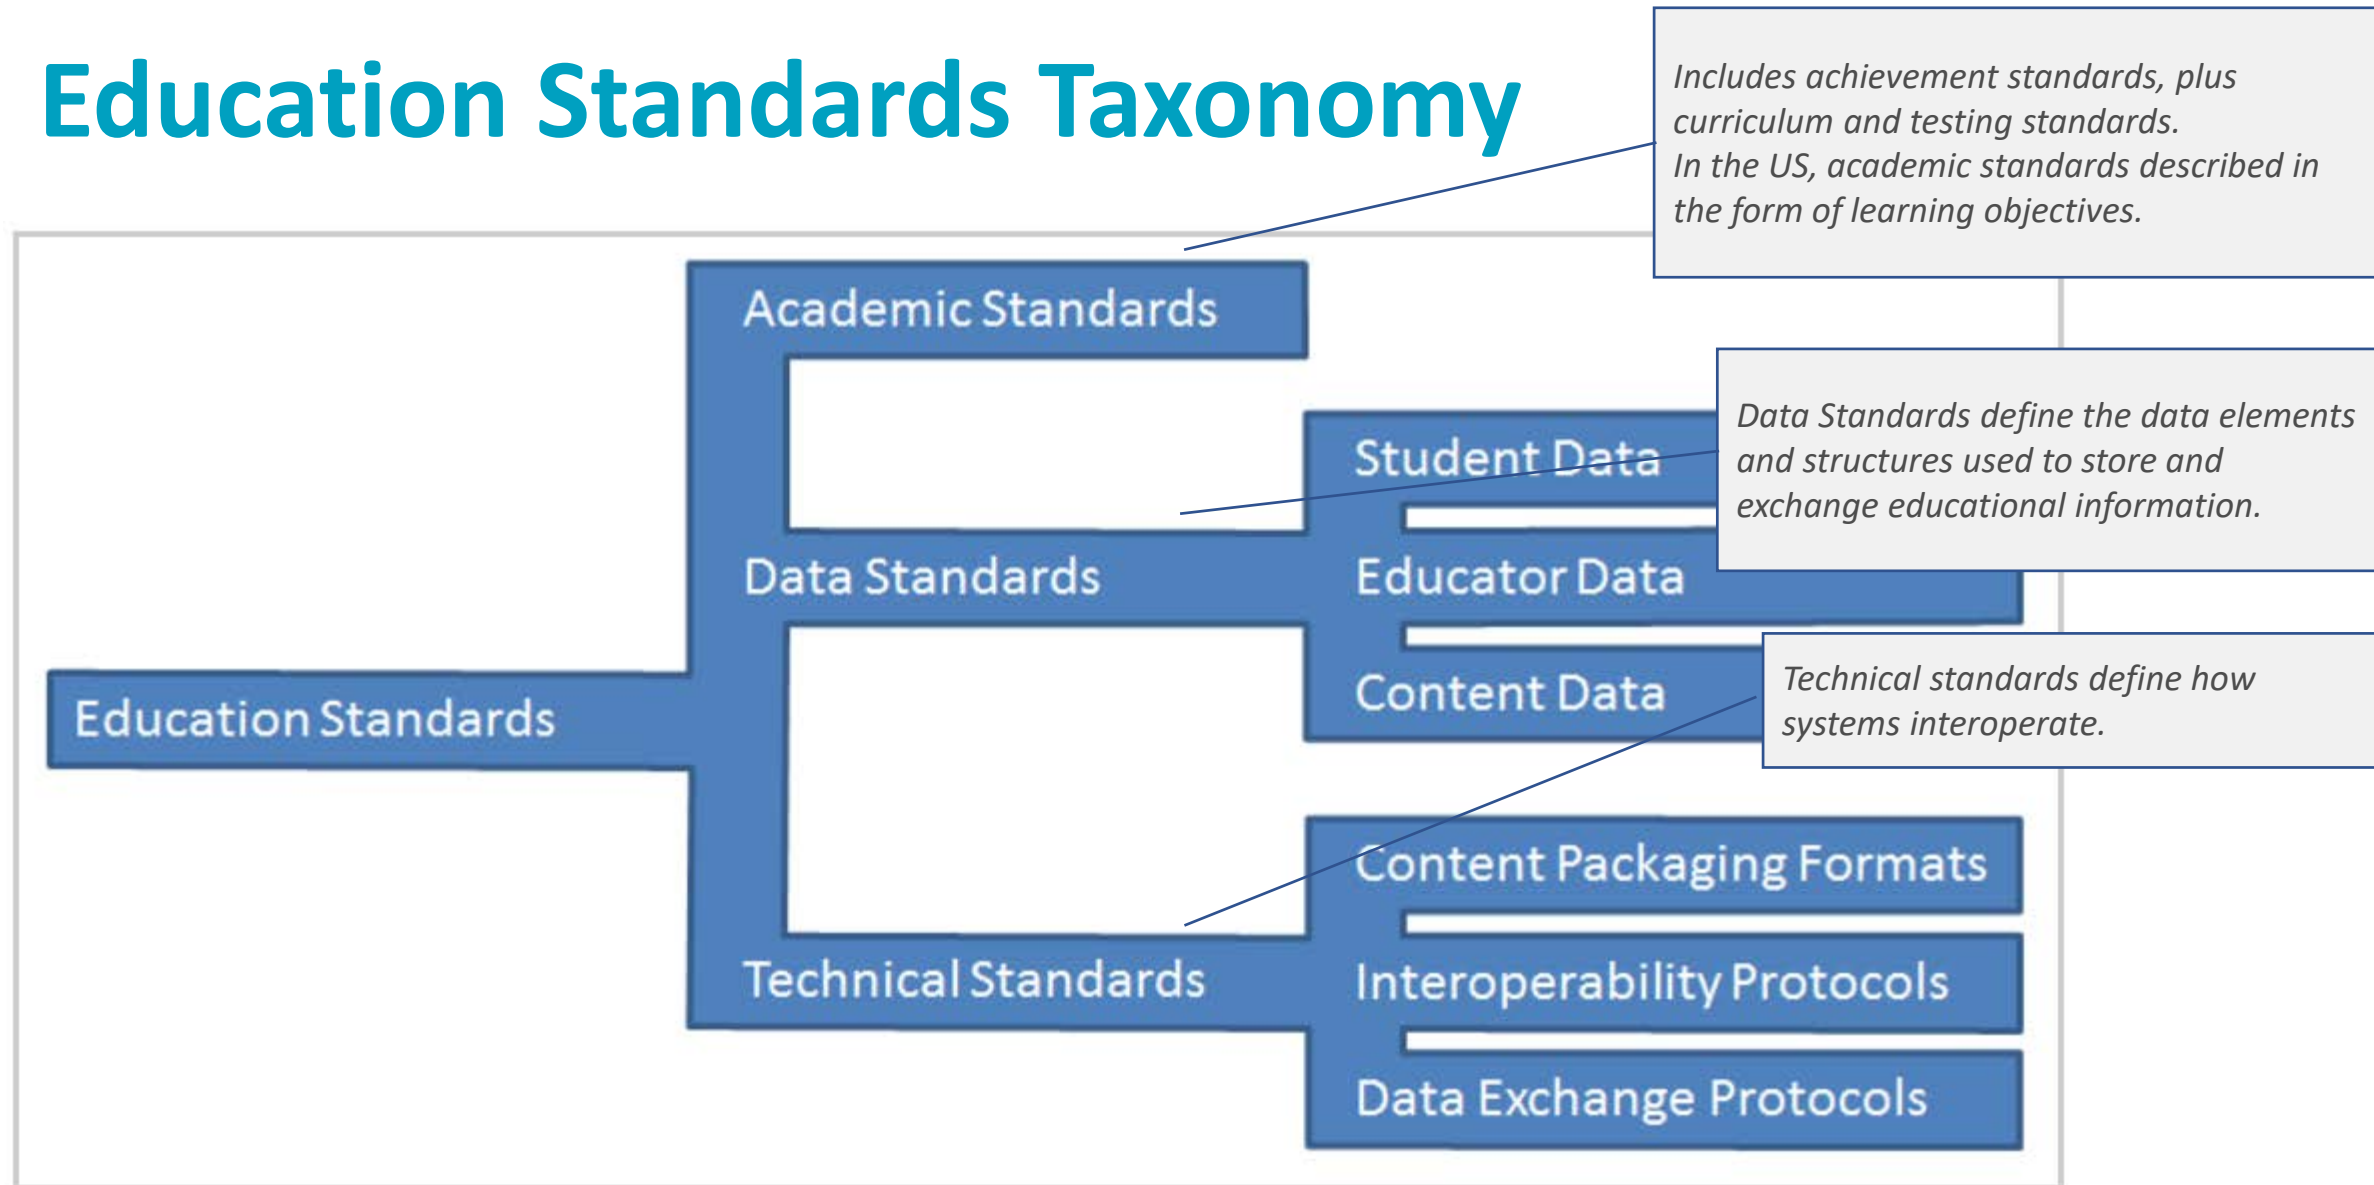 Education Standards Taxonomy
Includes achievement standards, plus
curriculum and testing standards.
In the US, academic standards described in
the form of learning objectives.
Academic Standards
Data Standards define the data elements
and structures used to store and
exchange educational information.
Student Data
Data Standards
Educator Data
Technical standards define how
systems interoperate.
Content Data
Education Standards
Content Packaging Formats
Technical Standards
Interoperability Protocols
Data Exchange Protocols